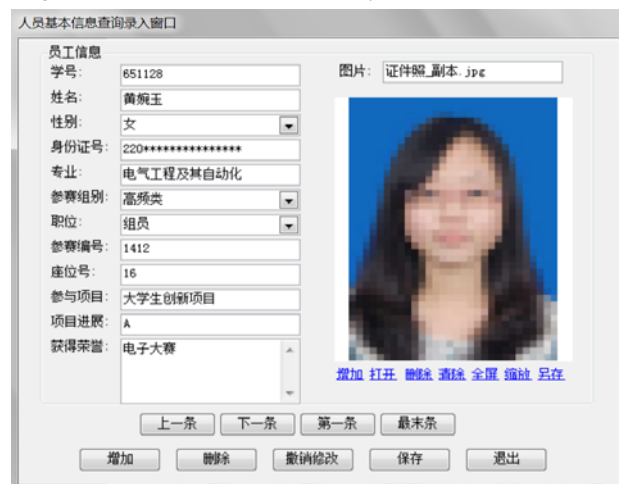 人员基本信息查询录入窗口
员工信息
学号: 651128
图片: 证件照_副本.jpg
姓名: 黄婉玉
性别: 女
身份证号: 220***************
专业: 电气工程及其自动化
参赛组别: 高频类
职位: 组员
参赛编号: 1412
座位号: 16
参与项目: 大学生创新项目
项目进展: A
获得荣誉: 电子大赛
增加 打开 删除 清除 全屏 缩放 另存
上一条 下一条 第一条 最末条
增加 删除 撤销修改 保存 退出